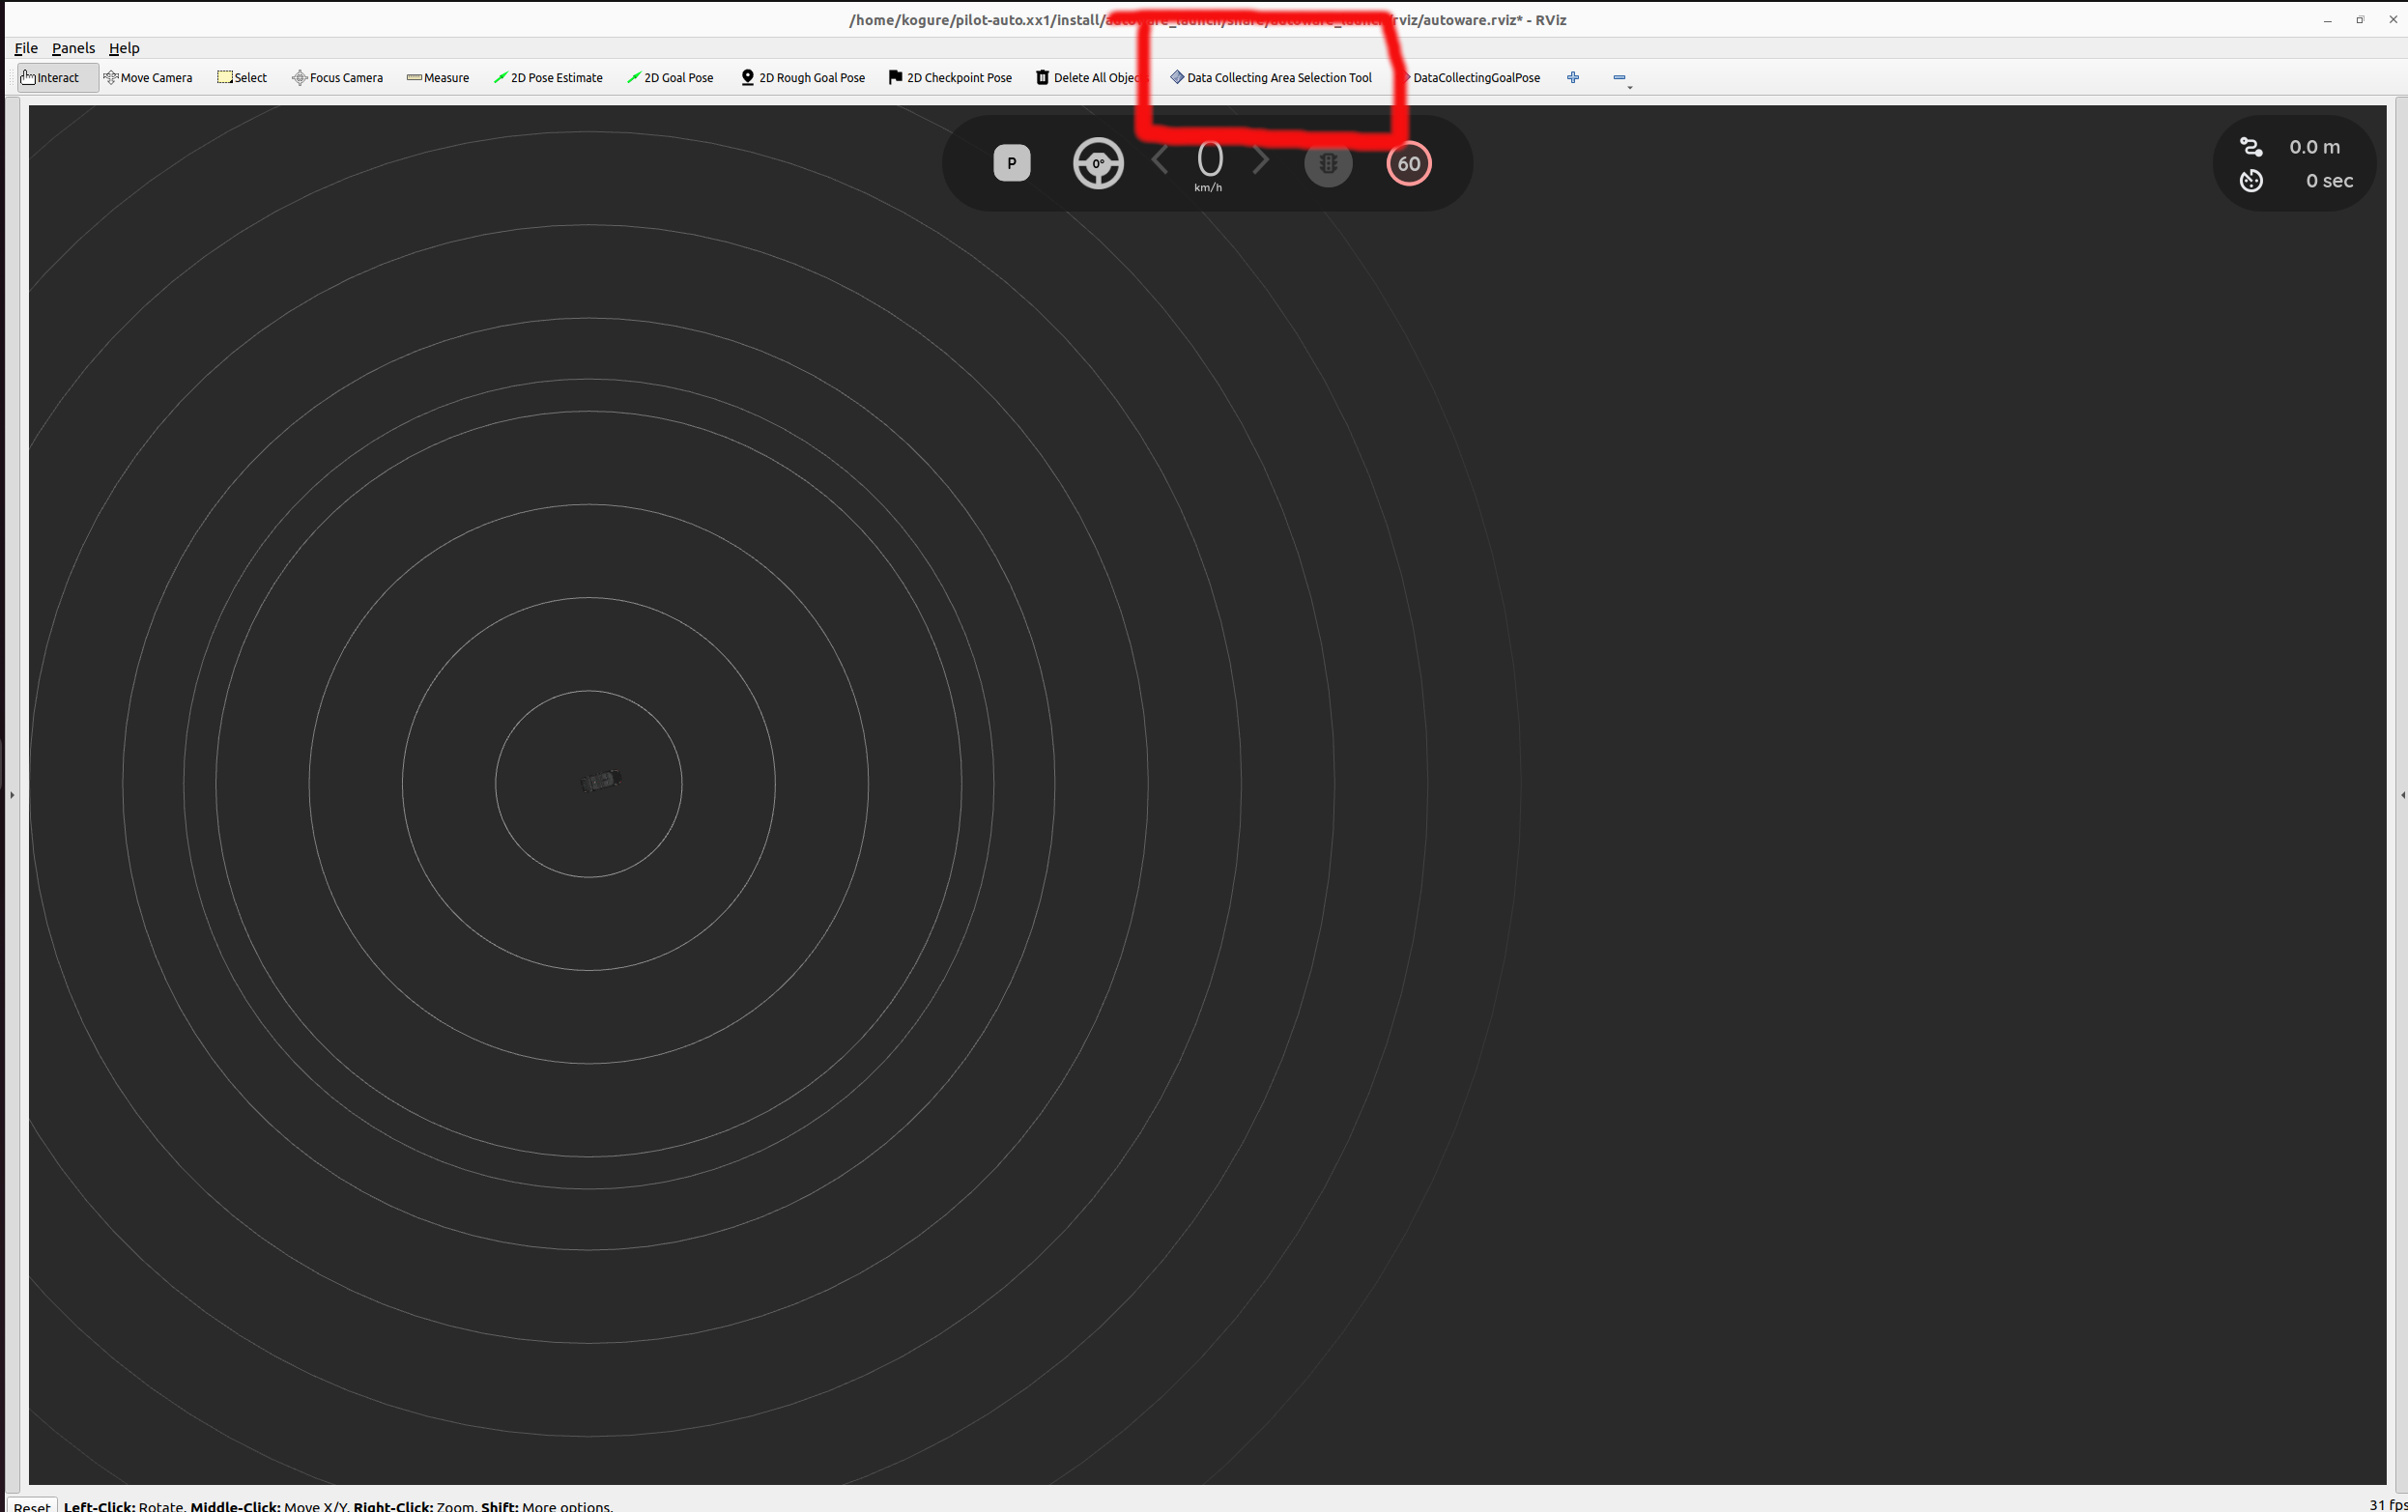 /home/kogure/pilot-auto.xx1/install/autoware_launch/share/autoware_launch/rviz/autoware.rviz* - RViz
File Panels Help
Interact Move Camera Select Focus Camera Measure 2D Pose Estimate 2D Goal Pose 2D Rough Goal Pose 2D Checkpoint Pose Delete All Objec Data Collecting Area Selection Tool DataCollectingGoalPose
P 0° 0 60
km/h
0.0 m
0 sec
Reset Left-Click: Rotate. Middle-Click: Move X/Y. Right-Click: Zoom. Shift: More options.
31 fps